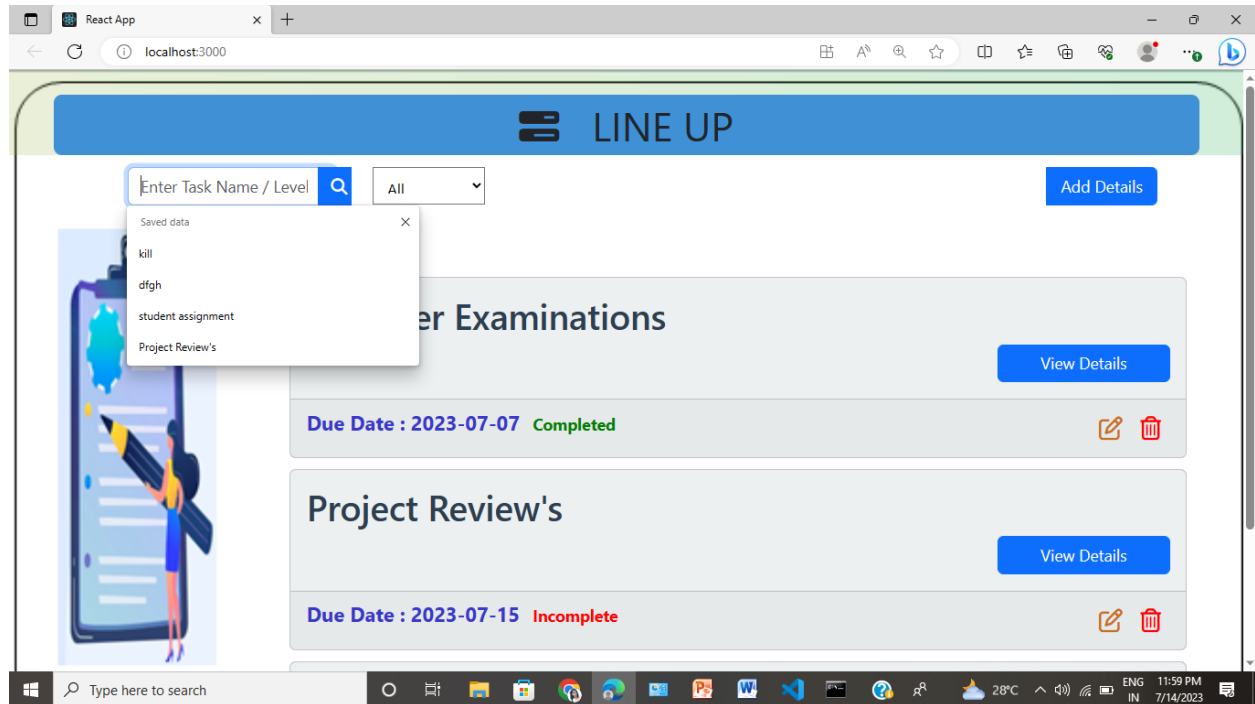 React App
localhost:3000
LINE UP
Enter Task Name / Level
All
Add Details
Saved data
kill
dfgh
student assignment
Project Review's
er Examinations
View Details
Due Date : 2023-07-07 Completed
Project Review's
View Details
Due Date : 2023-07-15 Incomplete
Type here to search
28°C
ENG
IN
11:59 PM
7/14/2023